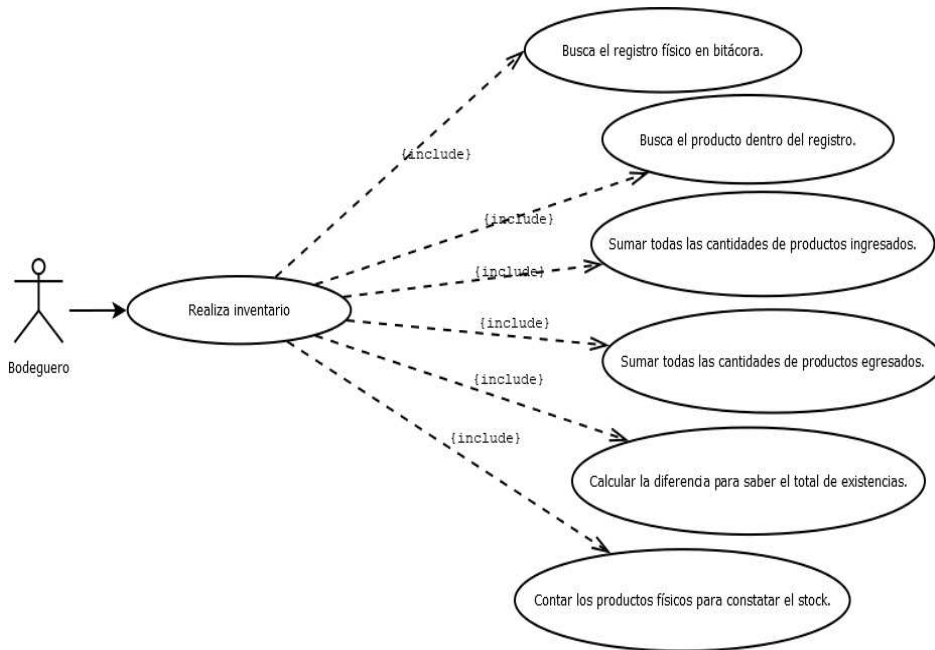 Busca el registro físico en bitácora.
{include}
Busca el producto dentro del registro.
{include}
Sumar todas las cantidades de productos ingresados.
{include}
Realiza inventario
{include}
Sumar todas las cantidades de productos egresados.
Bodeguero
{include}
Calcular la diferencia para saber el total de existencias.
{include}
Contar los productos físicos para constatar el stock.